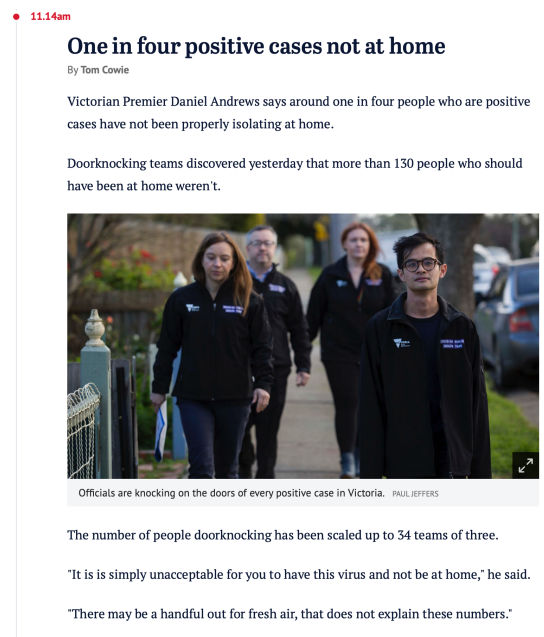 11.14am
One in four positive cases not at home
By Tom Cowie
Victorian Premier Daniel Andrews says around one in four people who are positive
cases have not been properly isolating at home.
Doorknocking teams discovered yesterday that more than 130 people who should
have been at home weren't.
Officials are knocking on the doors of every positive case in Victoria. PAUL JEFFERS
The number of people doorknocking has been scaled up to 34 teams of three.
"It is is simply unacceptable for you to have this virus and not be at home," he said.
"There may be a handful out for fresh air, that does not explain these numbers."